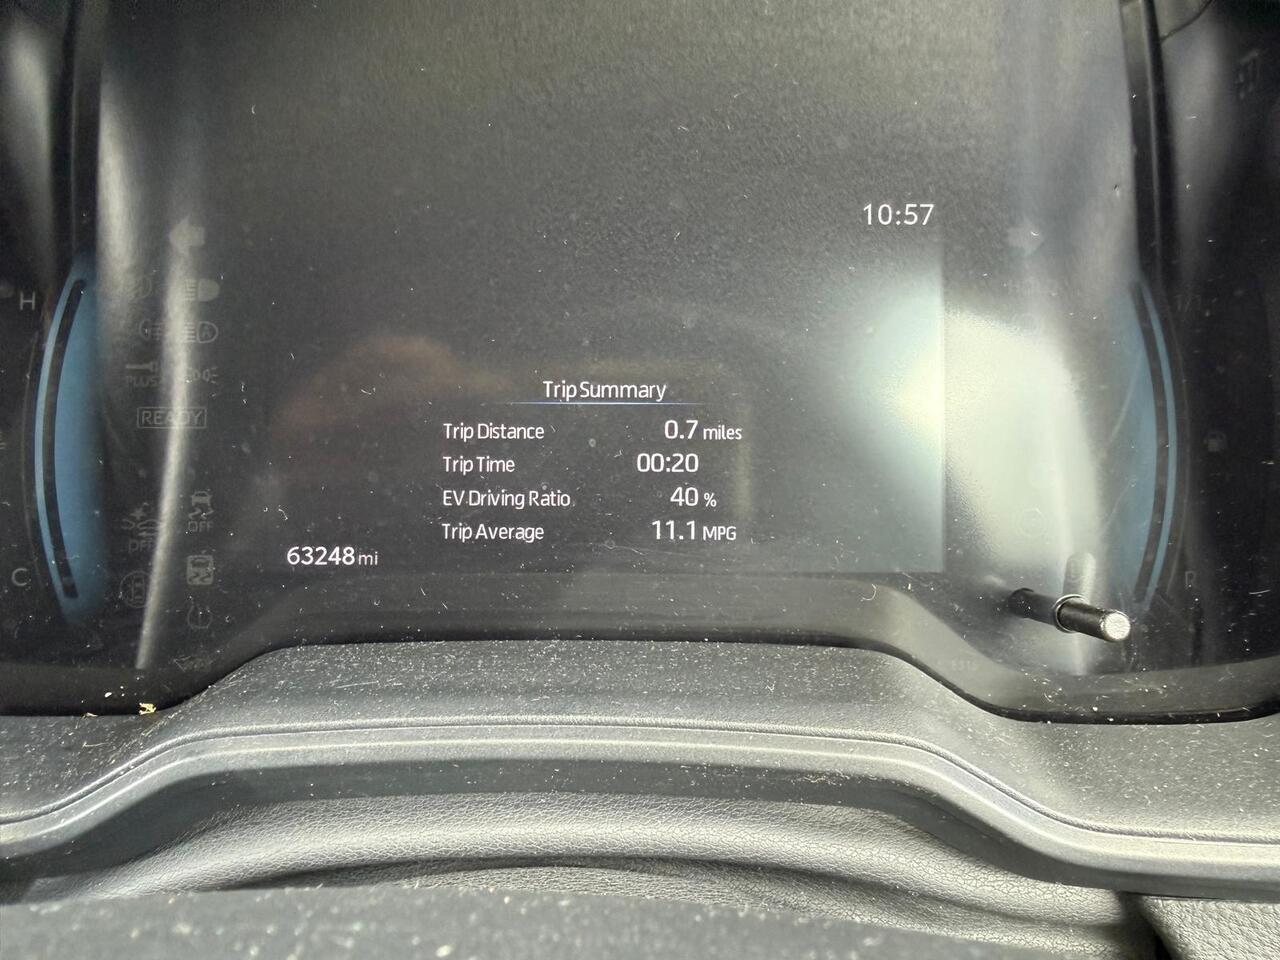 10:57
H
Trip Summary
Trip Distance 0.7 miles
Trip Time 00:20
READY
EV Driving Ratio 40 %
OFF
Trip Average 11.1 MPG
63248 mi
C